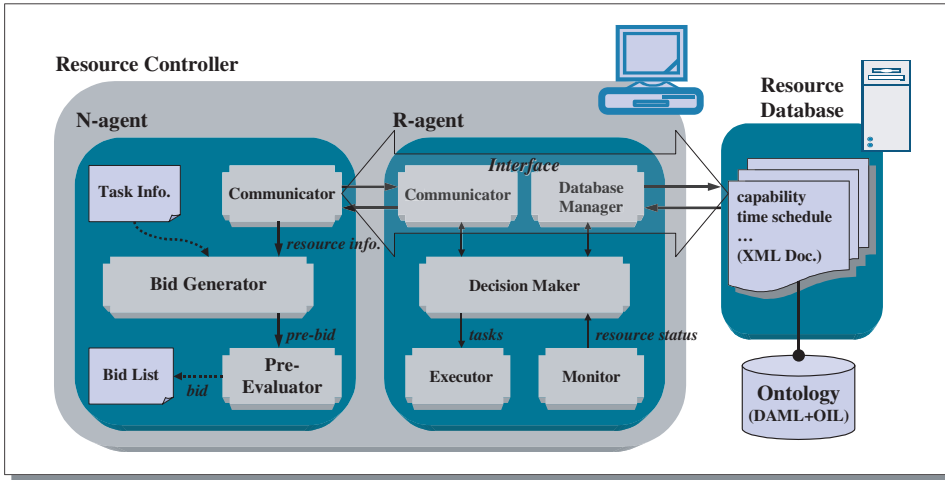 Resource Controller
Resource
Database
N-agent
R-agent
Interface
Task Info.
Communicator
Communicator
Database
Manager
capability
time schedule
...
(XML Doc.)
resource info.
Bid Generator
Decision Maker
pre-bid
tasks
resource status
Bid List
bid
Pre-
Evaluator
Executor
Monitor
Ontology
(DAML+OIL)